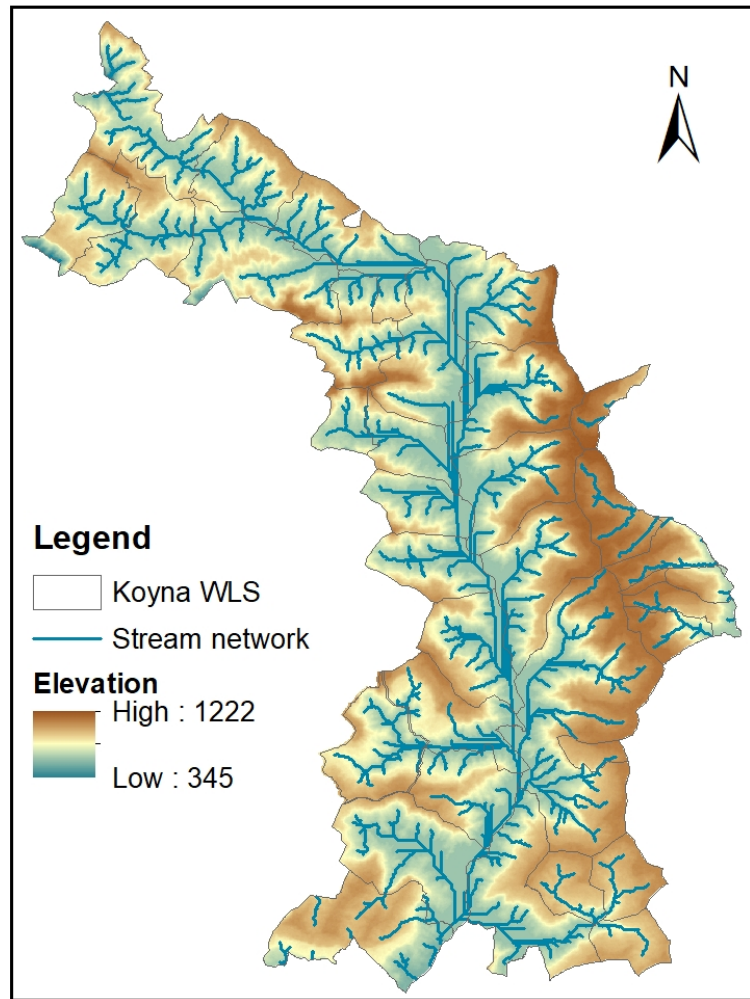 N
Legend
Koyna WLS
Stream network
Elevation
High : 1222
Low : 345